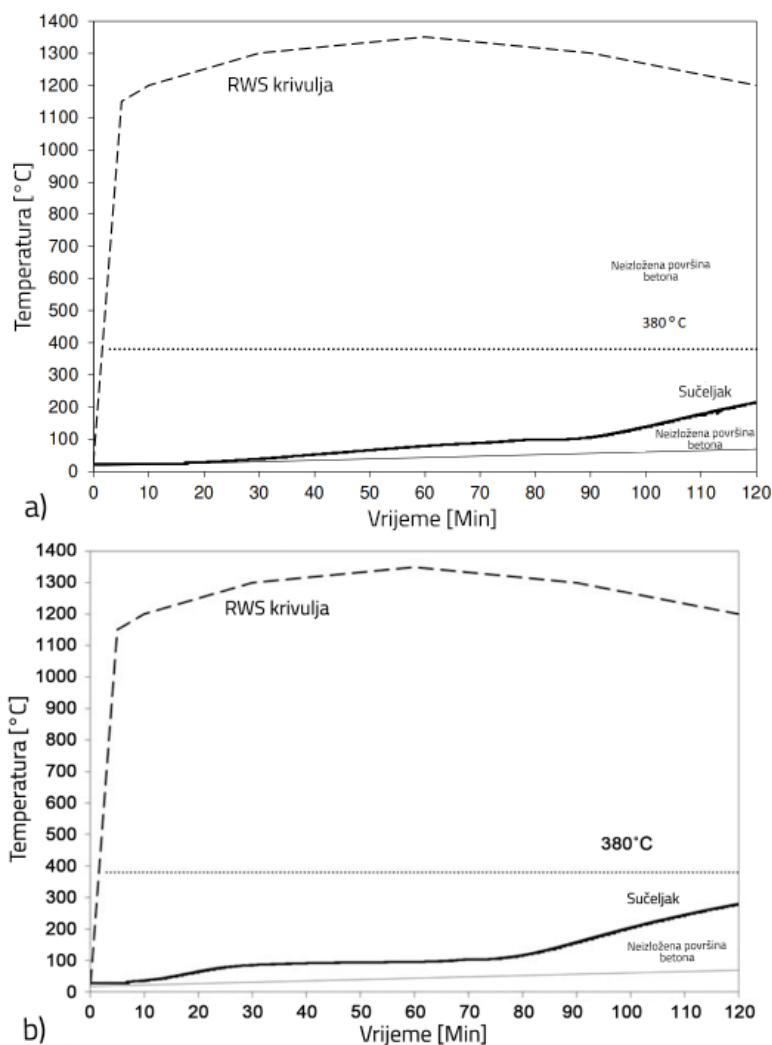 1400
1300
1200
1100
1000
900
800
700
600
500
400
300
200
100
0
Temperatura [°C]
RWS krivulja
Neizložena površina
betona
380 °C
Sučeljak
Neizložena površina
betona
0 10 20 30 40 50 60 70 80 90 100 110 120
Vrijeme [Min]
a)
1400
1300
1200
1100
1000
900
800
700
600
500
400
300
200
100
0
Temperatura [°C]
RWS krivulja
380°C
Sučeljak
Neizložena površina
betona
0 10 20 30 40 50 60 70 80 90 100 110 120
Vrijeme [Min]
b)